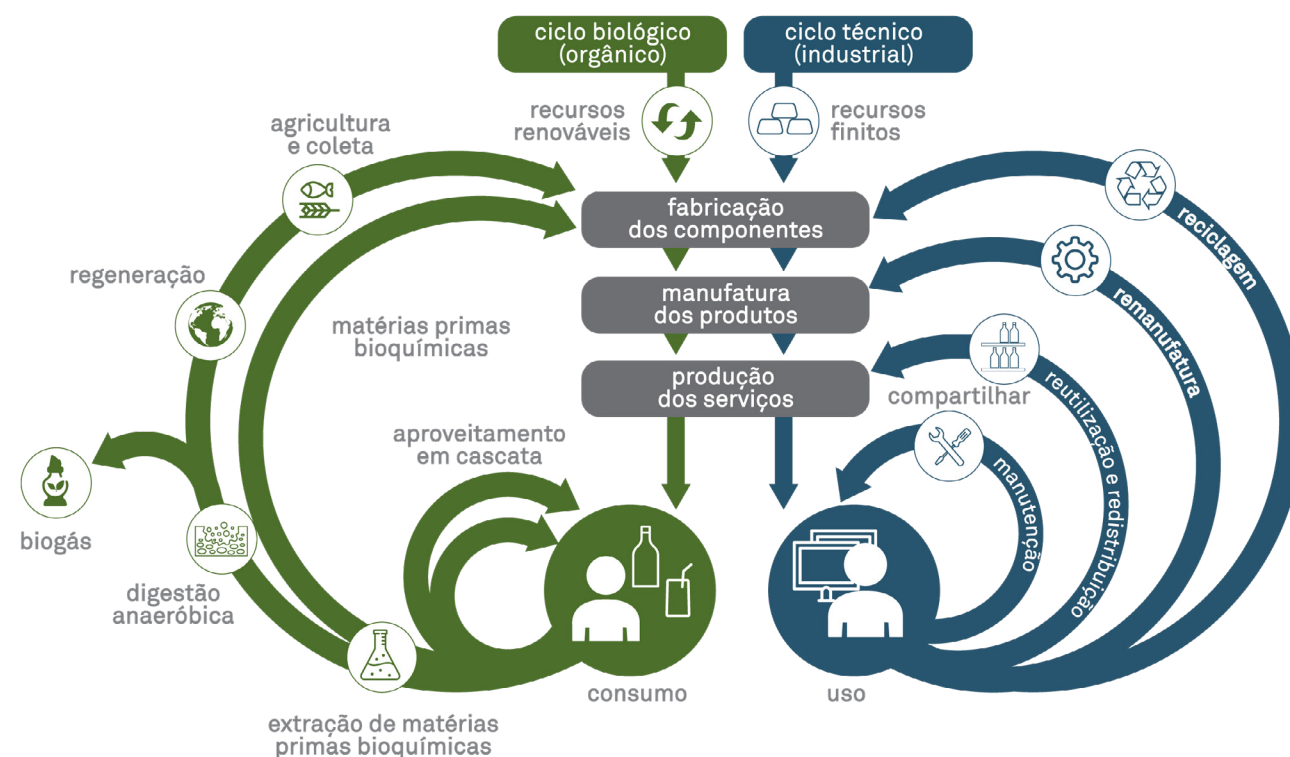 ciclo biológico
(orgânico)
ciclo técnico
(industrial)
recursos
renováveis
recursos
finitos
agricultura
e coleta
fabricação
dos componentes
reciclagem
regeneração
manufatura
dos produtos
remanufatura
matérias primas
bioquímicas
produção
dos serviços
compartilhar
reutilização e redistribuição
aproveitamento
em cascata
manutenção
biogás
digestão
anaeróbica
consumo
uso
extração de matérias
primas bioquímicas